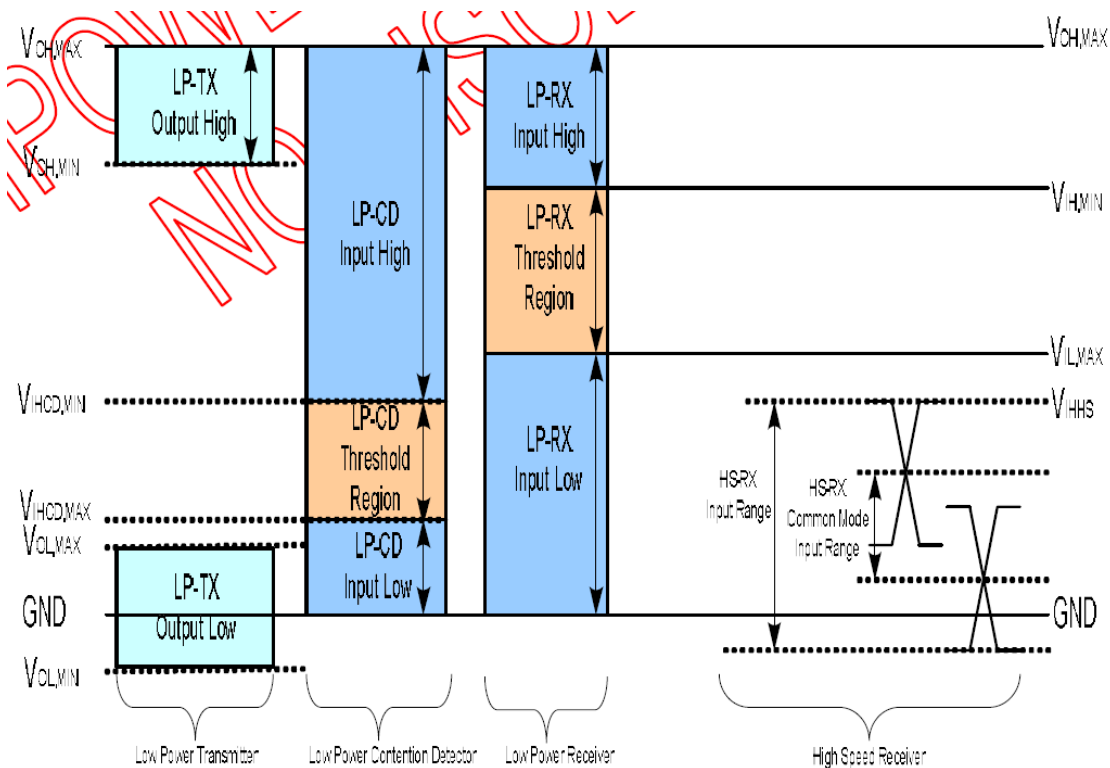 VOH,MAX
LP-TX
Output High
VOH,MIN
LP-CD
Input High
LP-RX
Input High
LP-RX
Threshold
Region
VOH,MAX
VIH,MIN
VIL,MAX
VIHCD,MIN
LP-CD
Threshold
Region
VIHCD,MAX
VOL,MAX
LP-CD
Input Low
LP-RX
Input Low
VIHHS
HS-RX
Input Range
HS-RX
Common Mode
Input Range
GND
LP-TX
Output Low
GND
VOL,MIN
Low Power Transmitter
Low Power Contention Detector
Low Power Receiver
High Speed Receiver